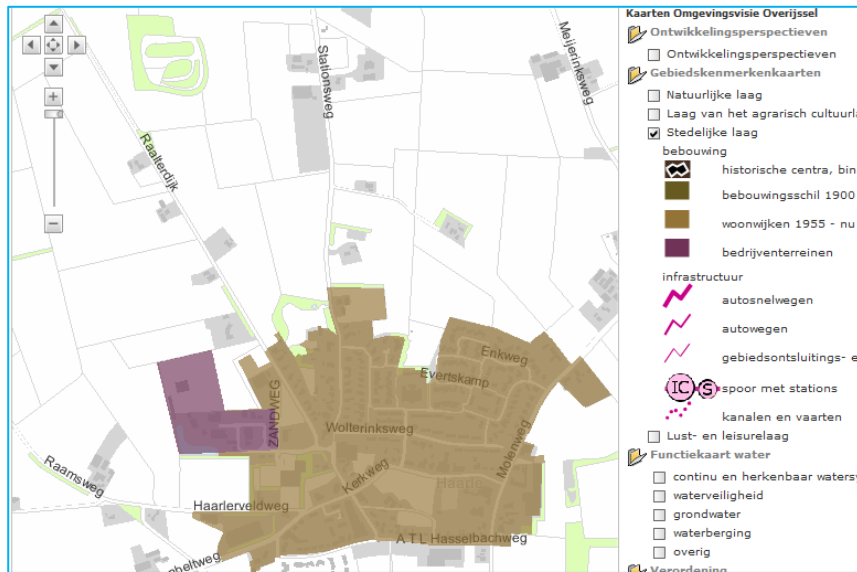 Kaarten Omgevingsvisie Overijssel
Ontwikkelingsperspectieven
Ontwikkelingsperspectieven
Gebiedskenmerkenkaarten
Natuurlijke laag
Laag van het agrarisch cultuurla
Stedelijke laag
bebouwing
historische centra, bin
bebouwingsschil 1900
woonwijken 1955 - nu
bedrijventerreinen
infrastructuur
autosnelwegen
autowegen
gebiedsontsluitings- e
IC S spoor met stations
kanalen en vaarten
Lust- en leisurelaag
Functiekaart water
continu en herkenbaar watersy
waterveiligheid
grondwater
waterberging
overig
Verordening
Stationsweg
Meijerinksweg
Raalterdijk
Erikweg
Evertskamp
ZANDWEG
Wolterinksweg
Molenweg
Kerkweg
Haarle
Raamsweg
Haarlerveldweg
A T L Hasselbachweg
obeltweg